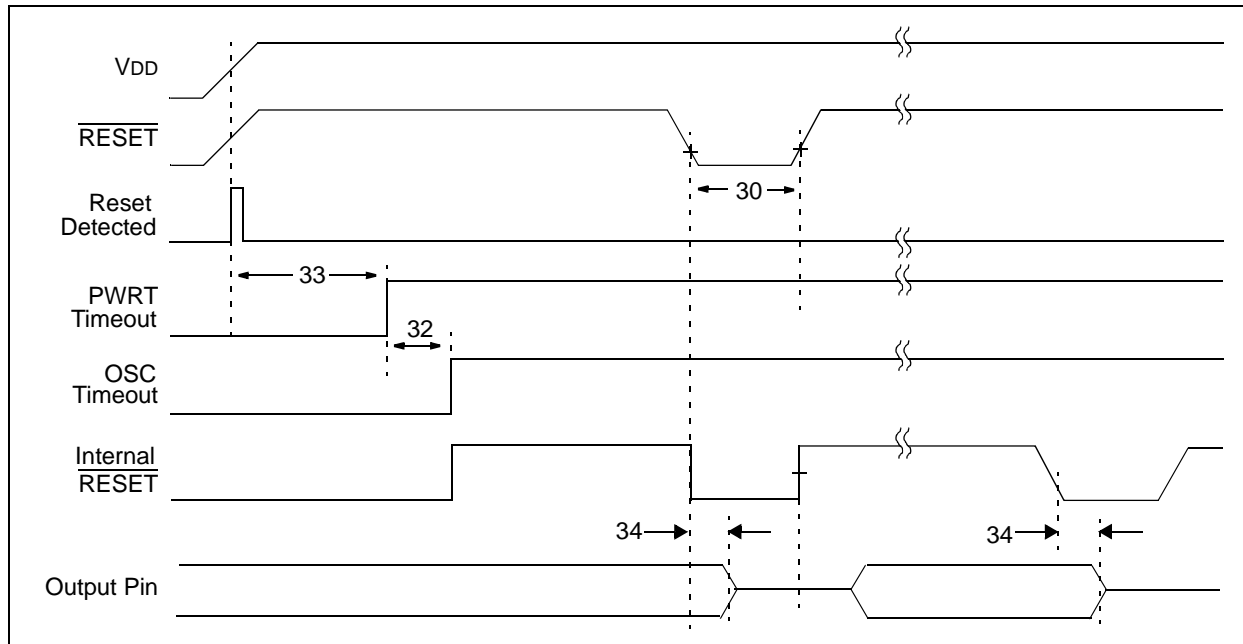 VDD
RESET
30
Reset
Detected
33
PWRT
Timeout
32
OSC
Timeout
Internal
RESET
34
34
Output Pin